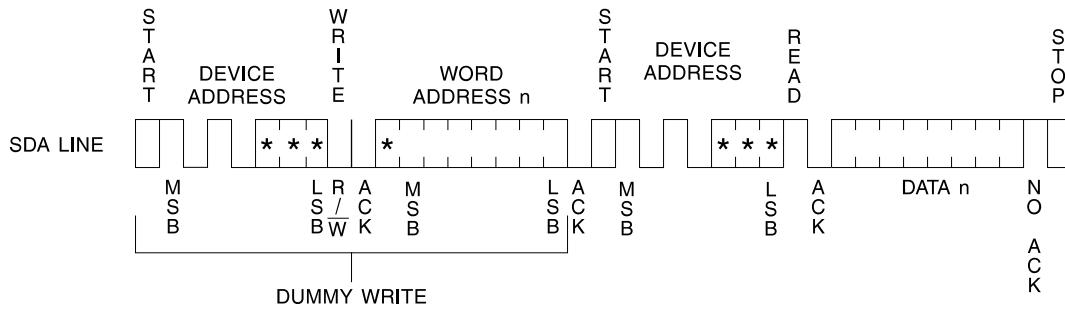 START
WRITE
START
READ
STOP
DEVICE
ADDRESS
WORD
ADDRESS n
DEVICE
ADDRESS
SDA LINE
* * *
*
* * *
MSB
LSB
R/W
ACK
MSB
LSB
ACK
MSB
LSB
ACK
DATA n
NO ACK
DUMMY WRITE